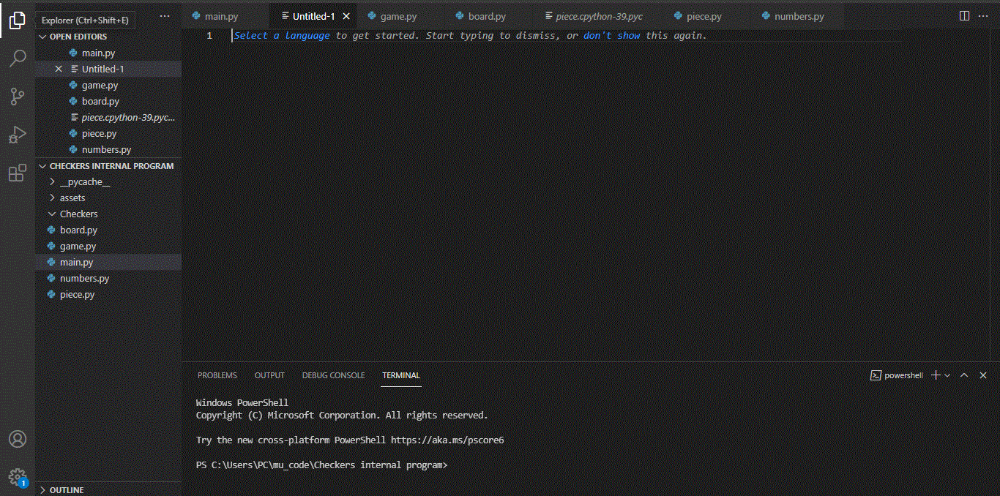 Explorer (Ctrl+Shift+E)
OPEN EDITORS
main.py
Untitled-1
game.py
board.py
piece.cpython-39.pyc...
piece.py
numbers.py
CHECKERS INTERNAL PROGRAM
__pycache__
assets
Checkers
board.py
game.py
main.py
numbers.py
piece.py
OUTLINE
1
main.py Untitled-1 game.py board.py piece.cpython-39.pyc piece.py numbers.py
1 Select a language to get started. Start typing to dismiss, or don't show this again.
PROBLEMS OUTPUT DEBUG CONSOLE TERMINAL powershell
Windows PowerShell
Copyright (C) Microsoft Corporation. All rights reserved.
Try the new cross-platform PowerShell https://aka.ms/pscore6
PS C:\Users\PC\mu_code\Checkers internal program>